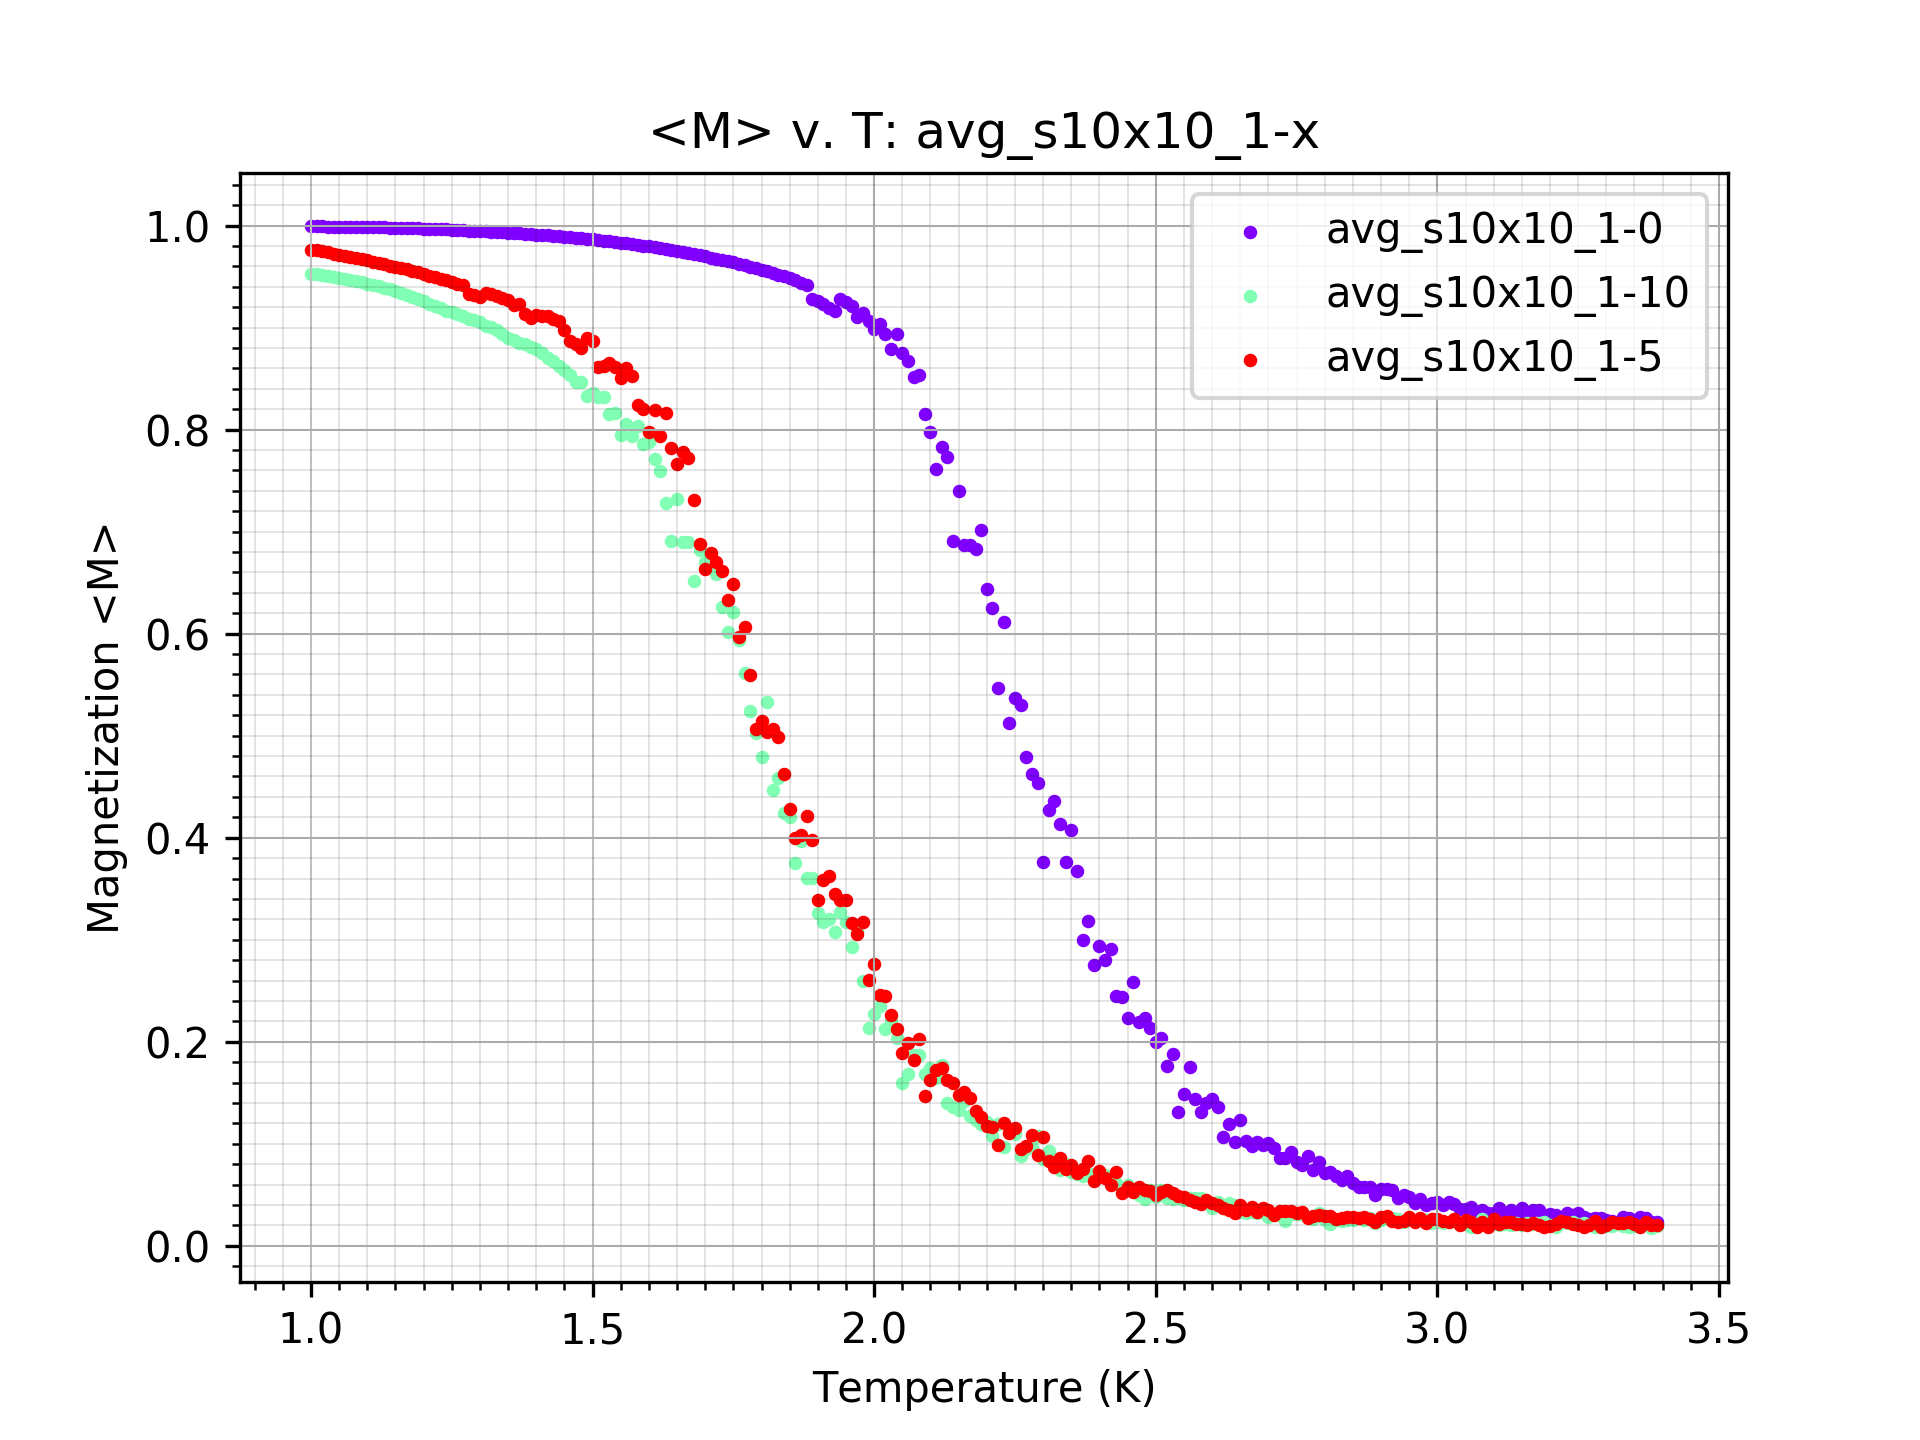 <M> v. T: avg_s10x10_1-x
avg_s10x10_1-0
avg_s10x10_1-10
avg_s10x10_1-5
Magnetization <M>
1.0
0.8
0.6
0.4
0.2
0.0
1.0 1.5 2.0 2.5 3.0 3.5
Temperature (K)